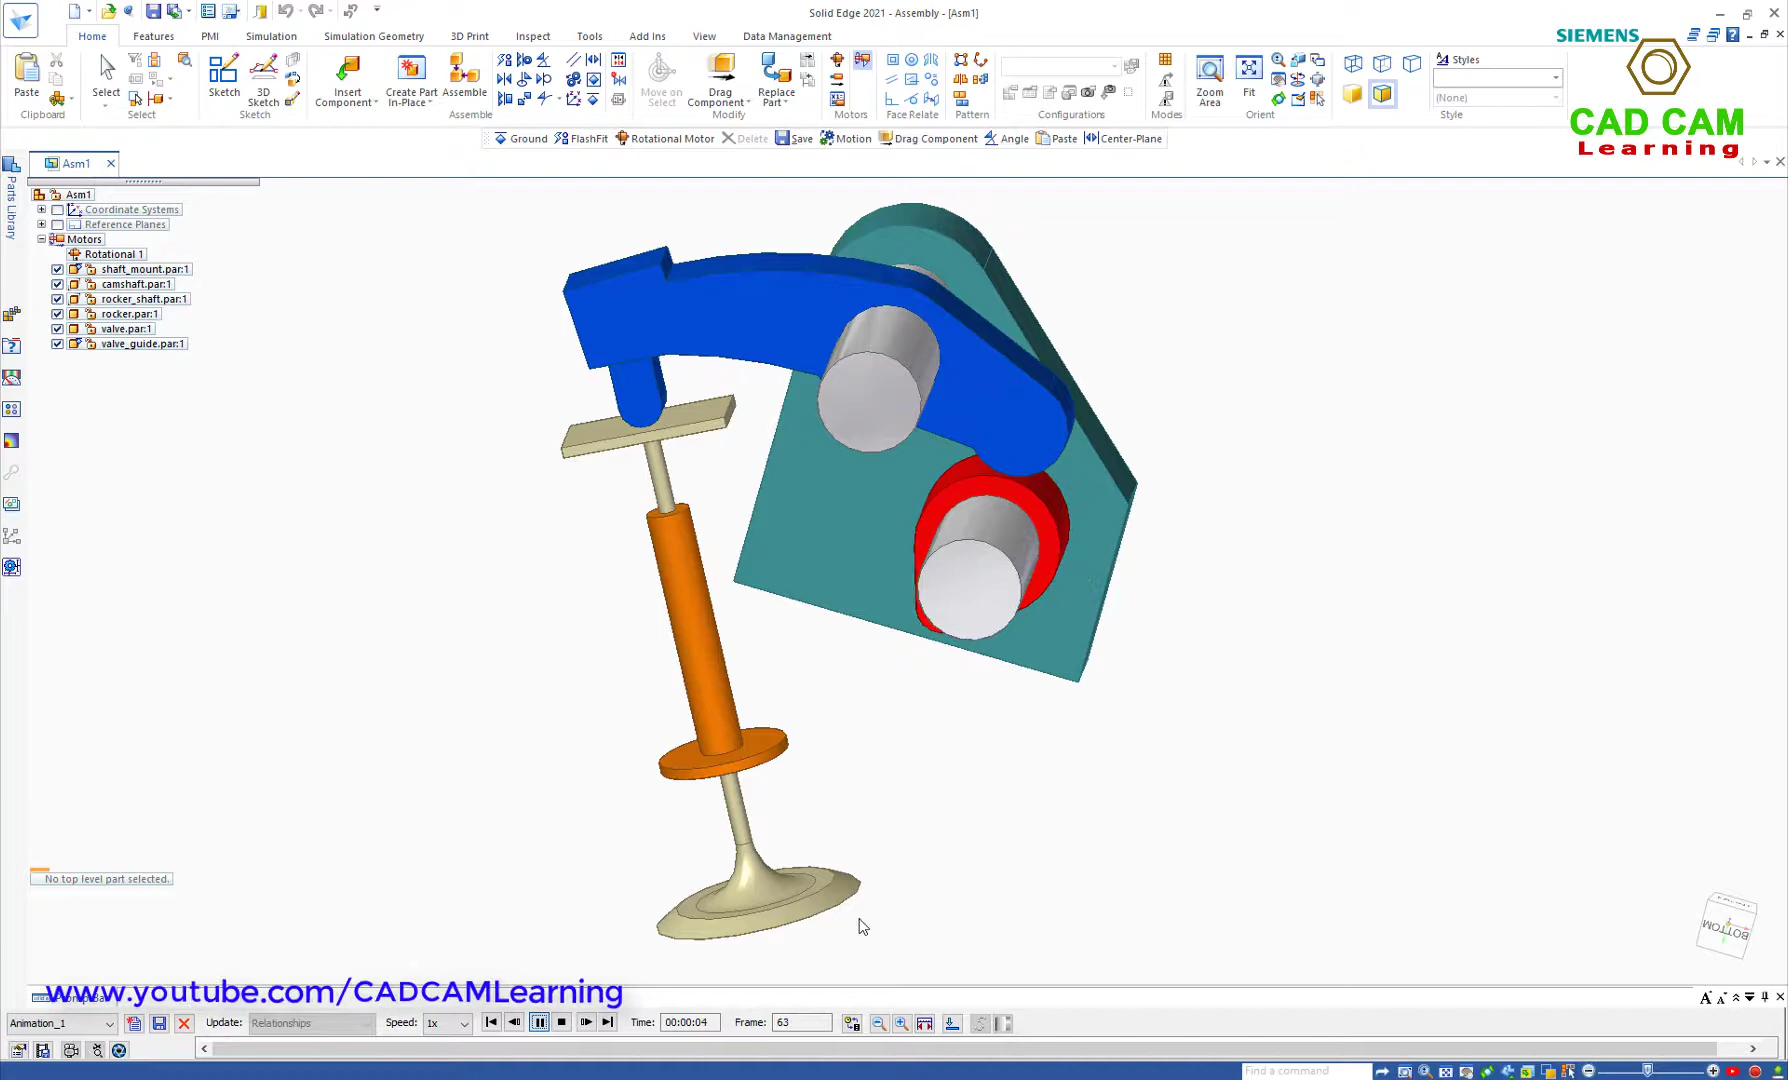 Solid Edge 2021 - Assembly - [Asm1]
Home Features PMI Simulation Simulation Geometry 3D Print Inspect Tools Add Ins View Data Management
SIEMENS
CAD CAM
Learning
Paste Select Sketch 3D Sketch Insert Component Create Part In-Place Assemble Move on Select Drag Component Replace Part Zoom Area Fit Styles
(None)
Clipboard Select Sketch Assemble Modify Motors Face Relate Pattern Configurations Modes Orient Style
Ground FlashFit Rotational Motor Delete Save Motion Drag Component Angle Paste Center-Plane
Asm1
Parts Library
Asm1
Coordinate Systems
Reference Planes
Motors
Rotational 1
shaft_mount.par:1
camshaft.par:1
rocker_shaft.par:1
rocker.par:1
valve.par:1
valve_guide.par:1
No top level part selected.
BOTTOM
www.youtube.com/CADCAMLearning
Animation_1 Update: Relationships Speed: 1x Time: 00:00:04 Frame: 63
Find a command